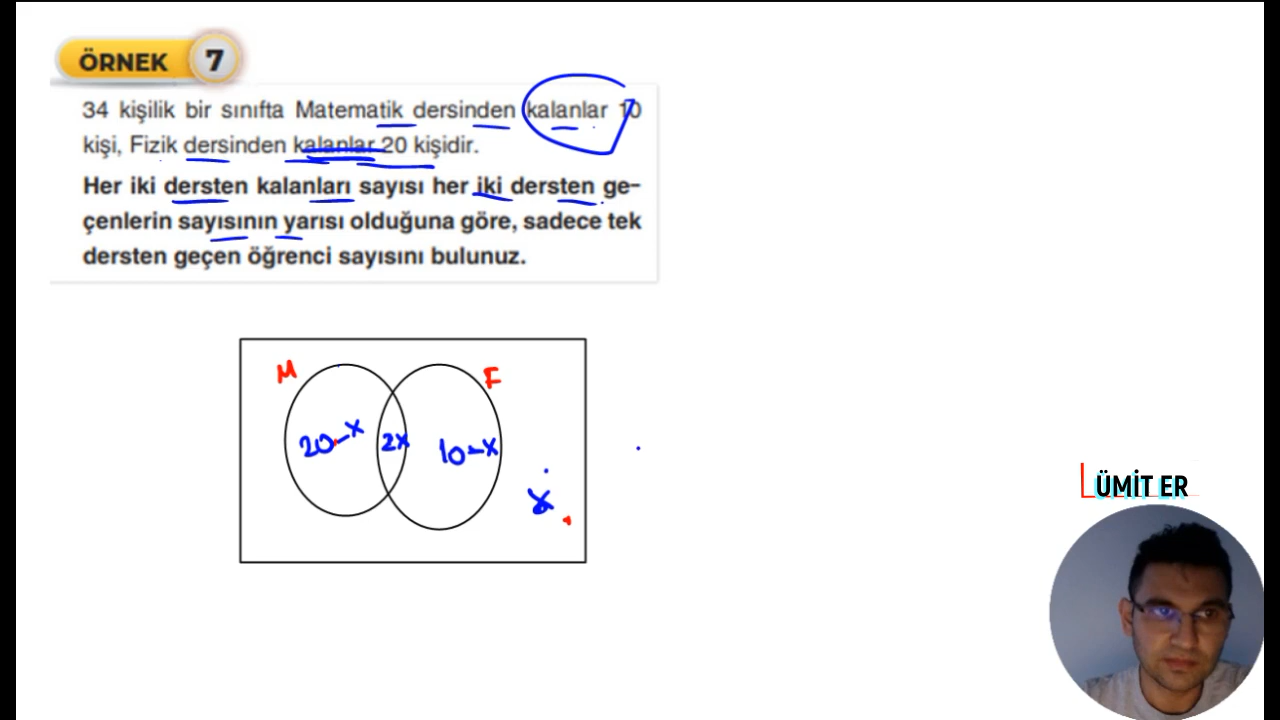 ÖRNEK 7
34 kişilik bir sınıfta Matematik dersinden kalanlar 10
kişi, Fizik dersinden kalanlar 20 kişidir.
Her iki dersten kalanları sayısı her iki dersten ge-
çenlerin sayısının yarısı olduğuna göre, sadece tek
dersten geçen öğrenci sayısını bulunuz.
M F
20-x 2x 10-x
x
ÜMİT ER